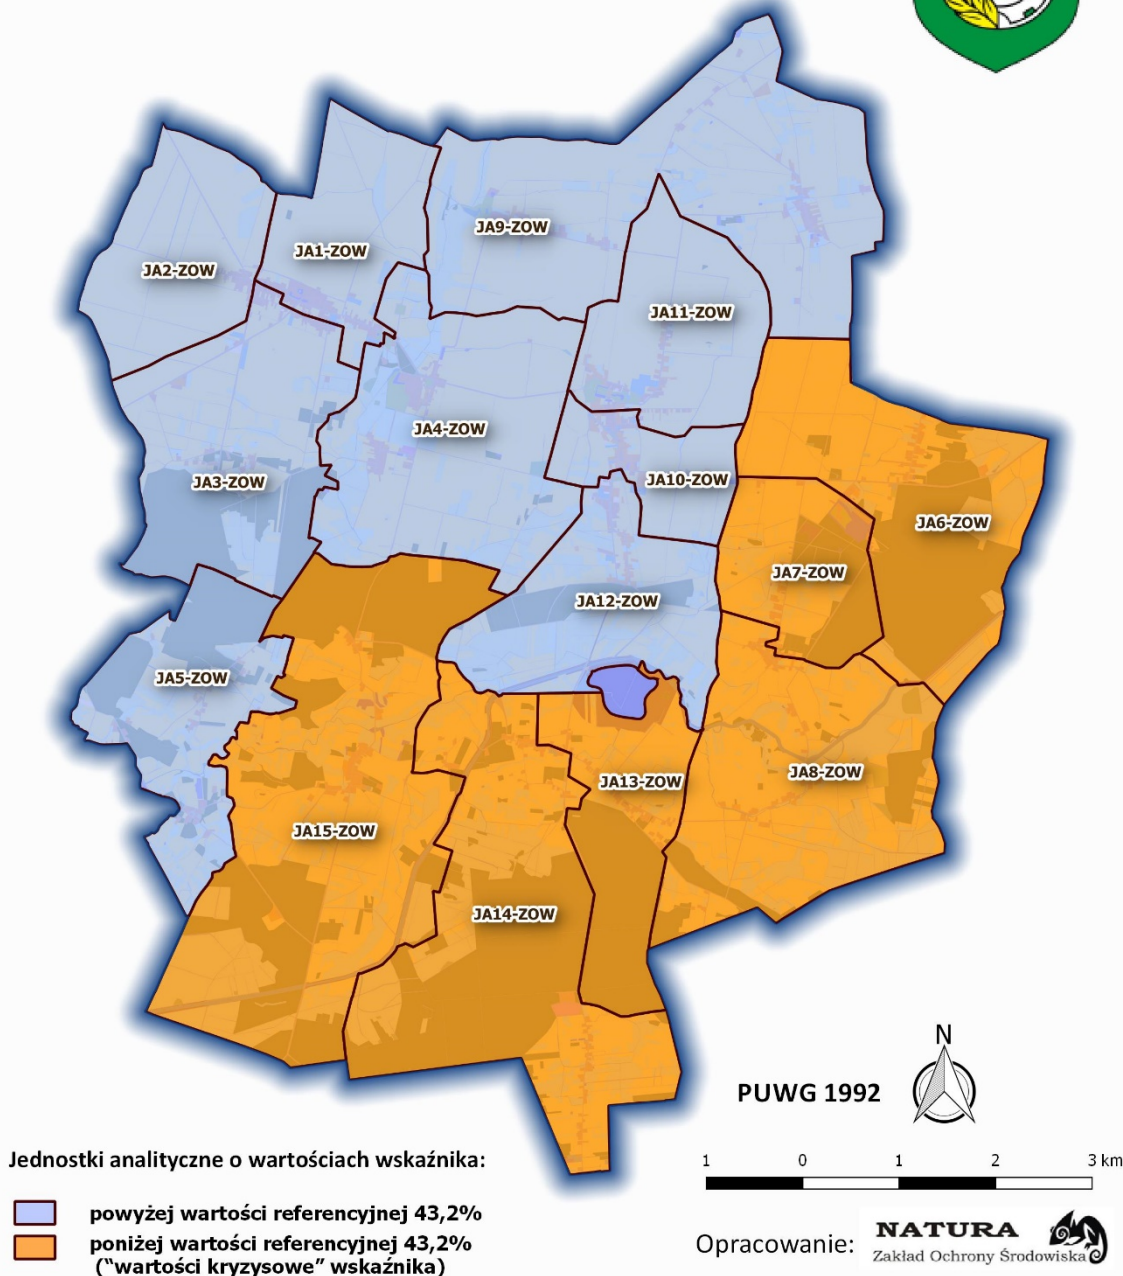 JA9-ZOW
JA1-ZOW
JA2-ZOW
JA11-ZOW
JA4-ZOW
JA3-ZOW
JA10-ZOW
JA6-ZOW
JA7-ZOW
JA12-ZOW
JA5-ZOW
JA8-ZOW
JA13-ZOW
JA15-ZOW
JA14-ZOW
N
PUWG 1992
Jednostki analityczne o wartościach wskaźnika:
1 0 1 2 3 km
powyżej wartości referencyjnej 43,2%
poniżej wartości referencyjnej 43,2%
("wartości kryzysowe" wskaźnika)
Opracowanie:
NATURA
Zakład Ochrony Środowiska